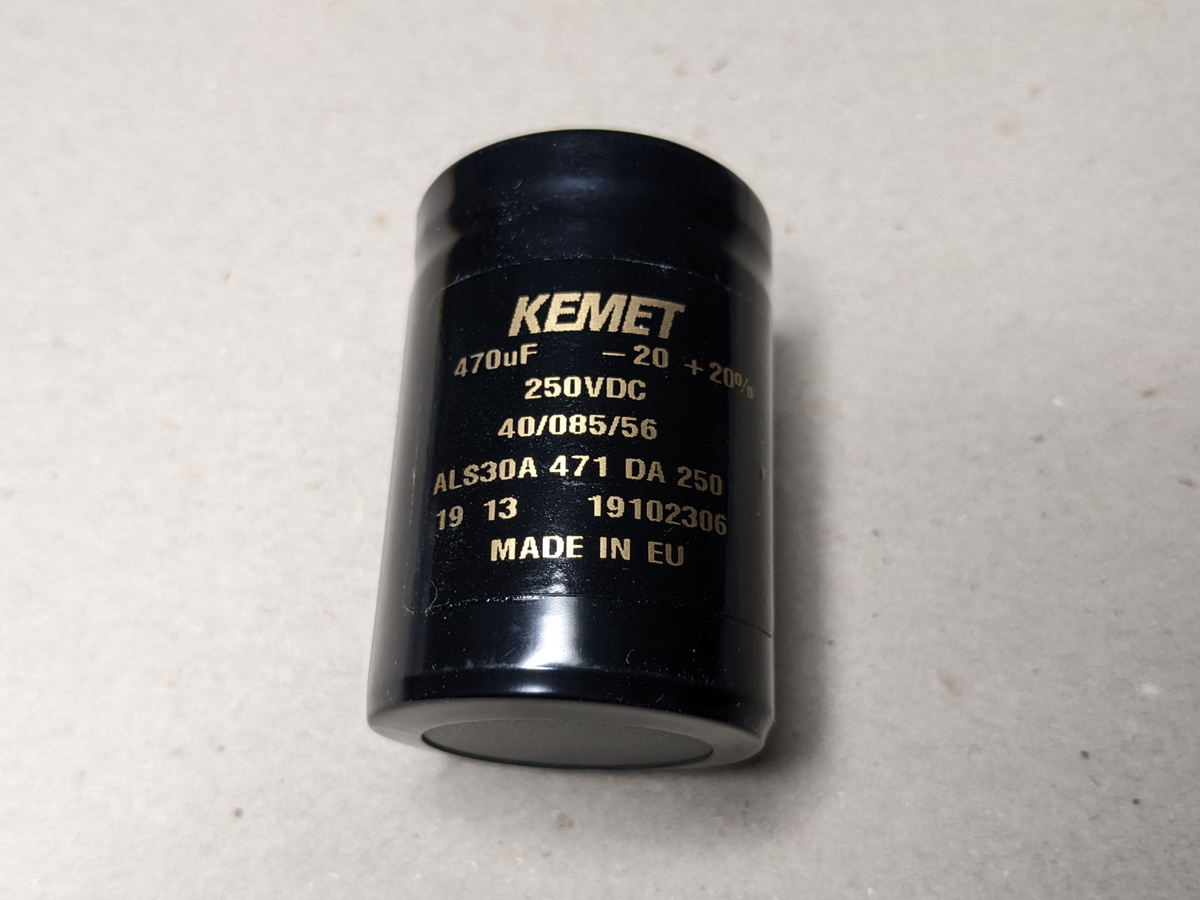 KEMET
470uF −20 +20%
250VDC
40/085/56
ALS30A 471 DA 250
19 13 19102306
MADE IN EU